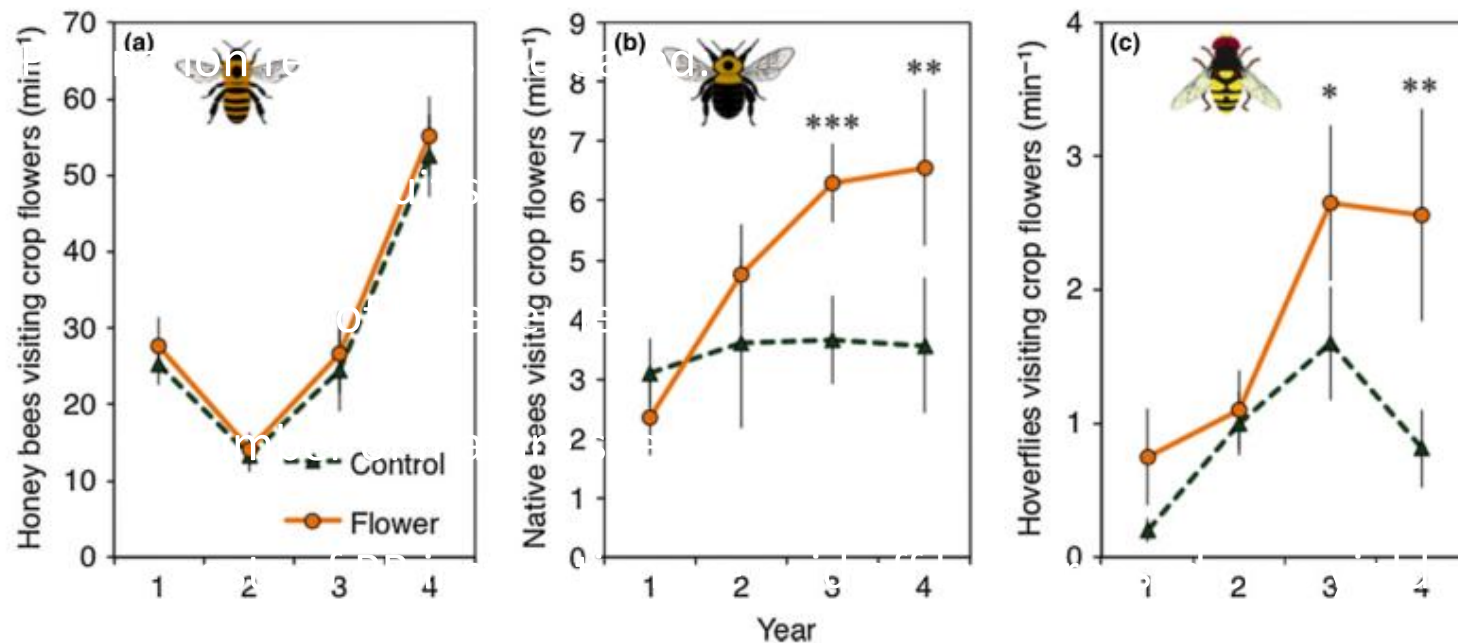 (a)
(b)
(c)
Honey bees visiting crop flowers (min⁻¹)
70
60
50
40
30
20
10
0
Control
Flower
1 2 3 4
Native bees visiting crop flowers (min⁻¹)
9
8
7
6
5
4
3
2
1
0
***
**
1 2 3 4
Year
Hoverflies visiting crop flowers (min⁻¹)
4
3
2
1
0
*
**
1 2 3 4